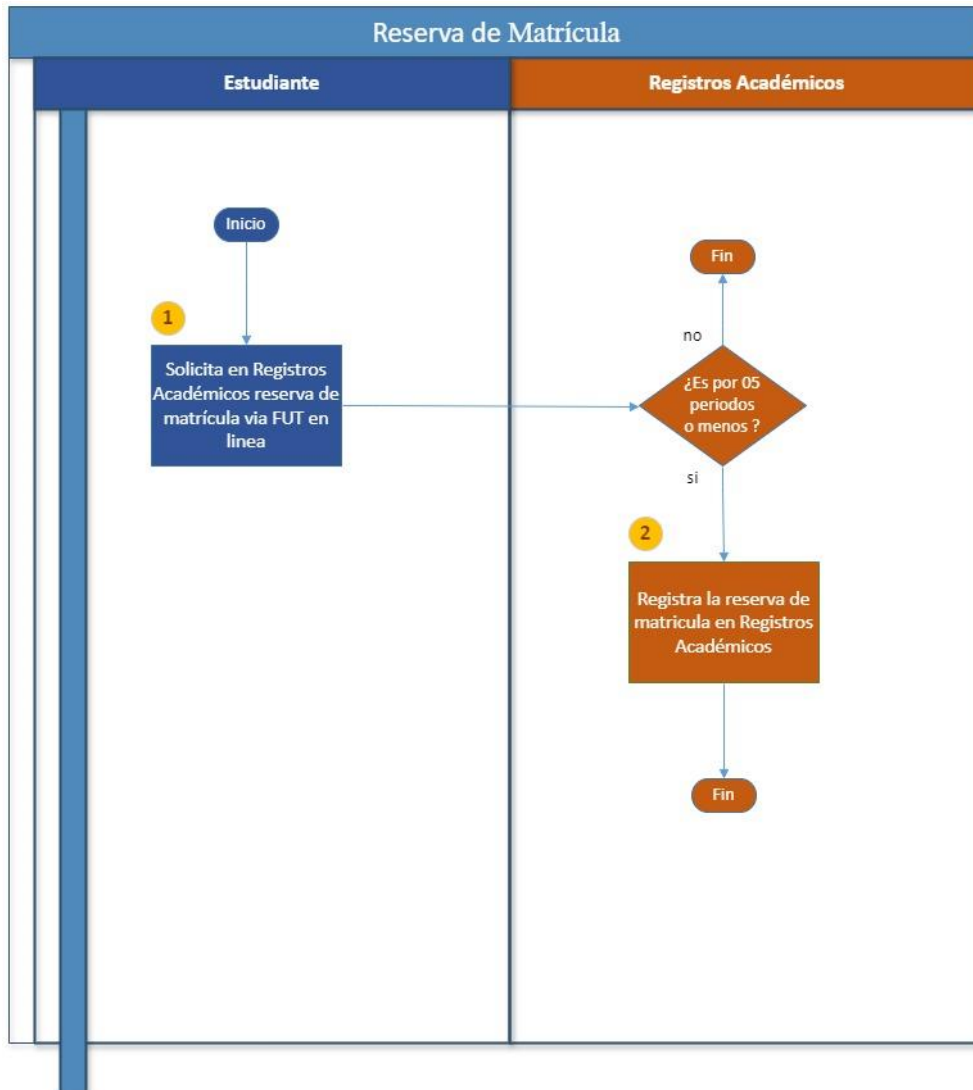 Reserva de Matrícula
Estudiante
Registros Académicos
Inicio
Fin
1
no
Solicita en Registros
Académicos reserva de
matrícula via FUT en
linea
¿Es por 05
periodos
o menos ?
si
2
Registra la reserva de
matricula en Registros
Académicos
Fin